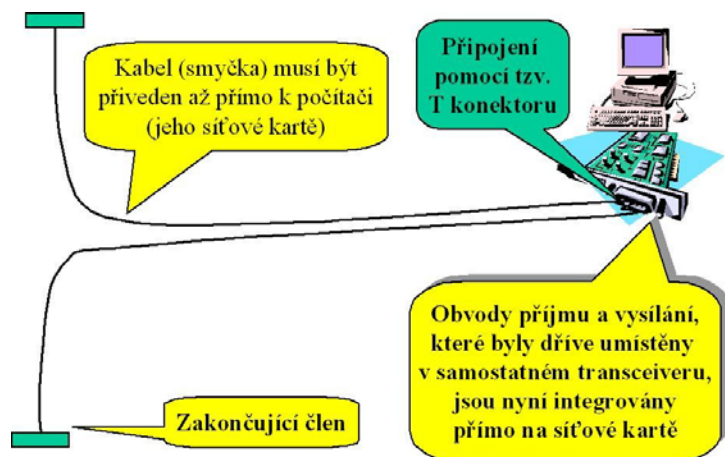 Kabel (smyčka) musí být
přiveden až přímo k počítači
(jeho síťové kartě)
Připojení
pomocí tzv.
T konektoru
Obvody příjmu a vysílání,
které byly dříve umístěny
v samostatném transceiveru,
jsou nyní integrovány
přímo na síťové kartě
Zakončující člen